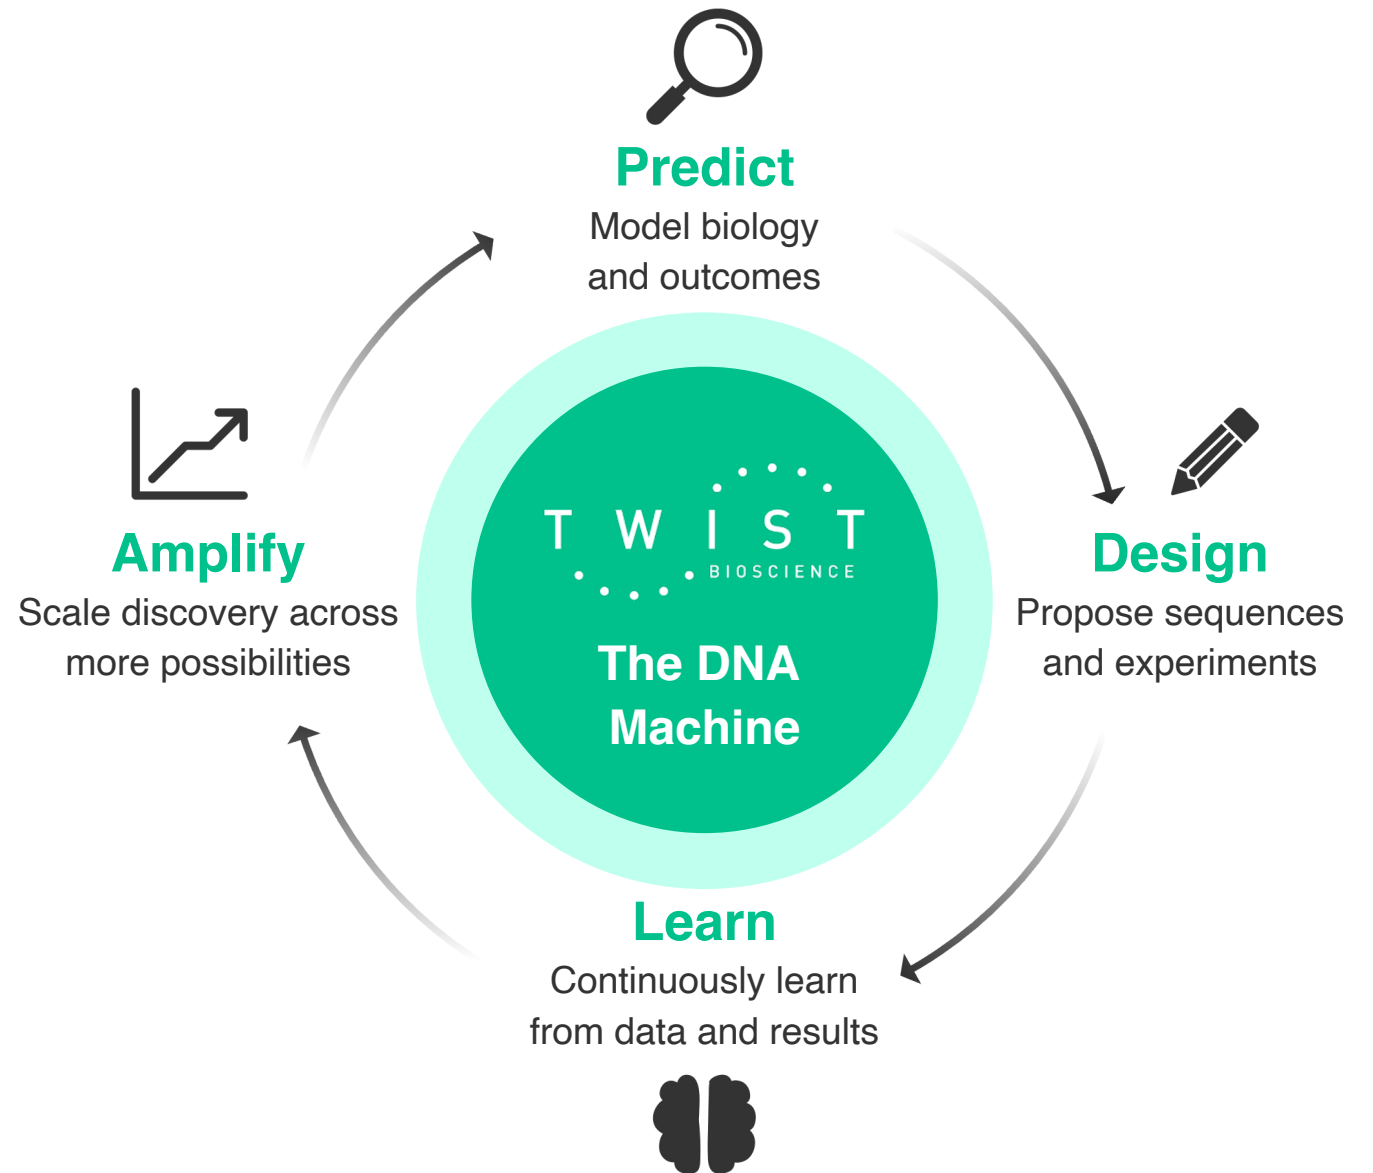 Predict
Model biology
and outcomes
Design
Propose sequences
and experiments
Learn
Continuously learn
from data and results
Amplify
Scale discovery across
more possibilities
TWIST
BIOSCIENCE
The DNA
Machine